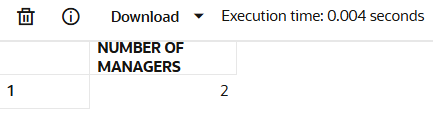 Download Execution time: 0.004 seconds
NUMBER OF
MANAGERS
1 2